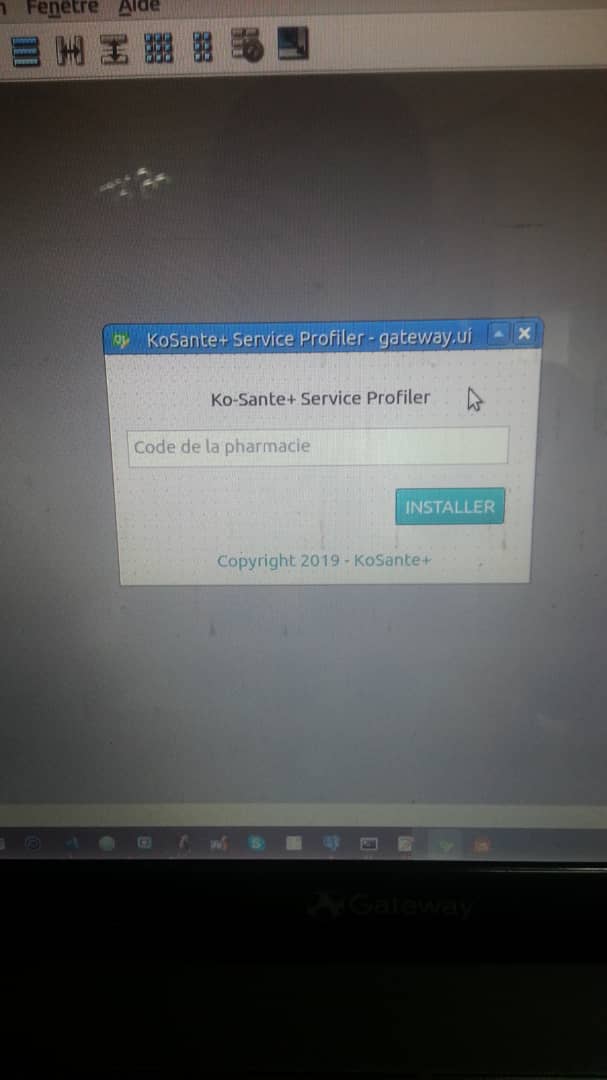 Fenêtre Aide
KoSante+ Service Profiler - gateway.ui
Ko-Sante+ Service Profiler
Code de la pharmacie
INSTALLER
Copyright 2019 - KoSante+
Gateway